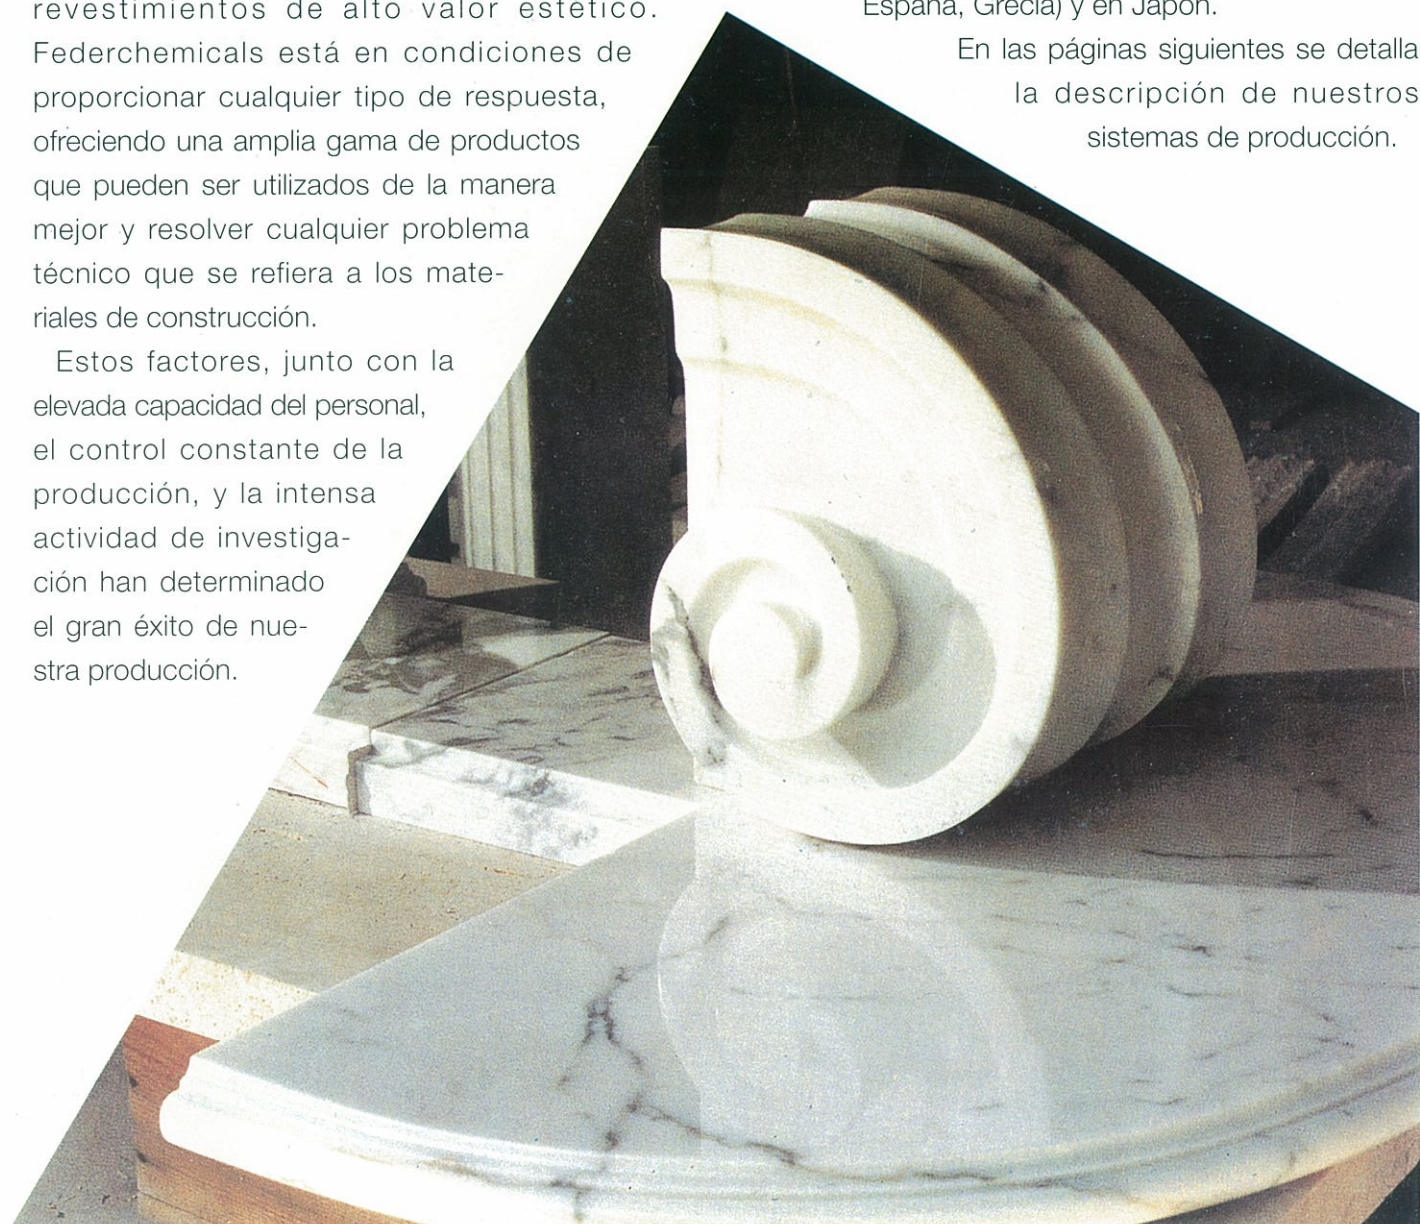 revestimientos de alto valor estético.
Federchemicals está en condiciones de
proporcionar cualquier tipo de respuesta,
ofreciendo una amplia gama de productos
que pueden ser utilizados de la manera
mejor y resolver cualquier problema
técnico que se refiera a los mate-
riales de construcción.
Estos factores, junto con la
elevada capacidad del personal,
el control constante de la
producción, y la intensa
actividad de investiga-
ción han determinado
el gran éxito de nue-
stra producción.
España, Grecia) y en Japón.
En las páginas siguientes se detalla
la descripción de nuestros
sistemas de producción.